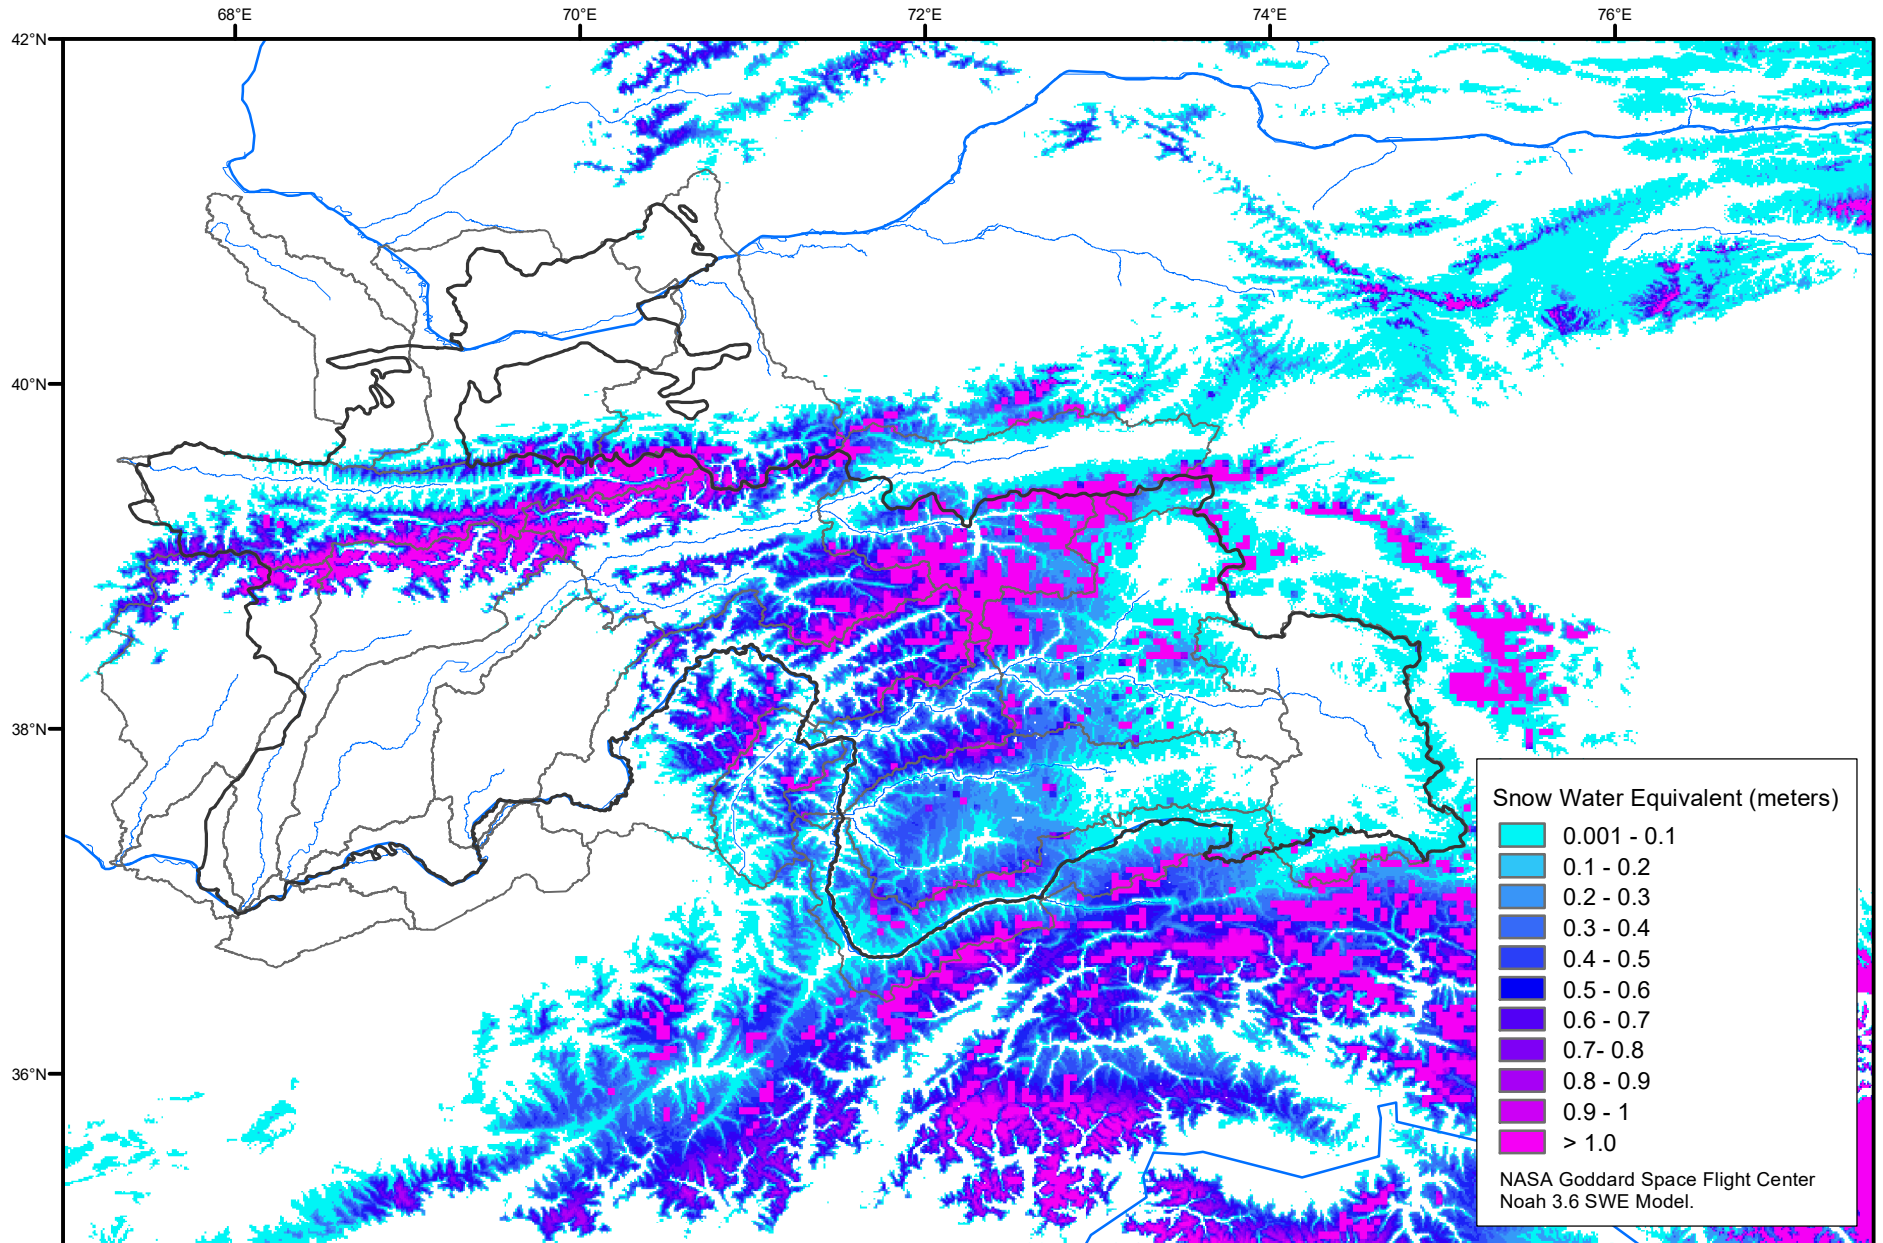 68°E
70°E
72°E
74°E
76°E
42°N
40°N
38°N
36°N
Snow Water Equivalent (meters)
0.001 - 0.1
0.1 - 0.2
0.2 - 0.3
0.3 - 0.4
0.4 - 0.5
0.5 - 0.6
0.6 - 0.7
0.7- 0.8
0.8 - 0.9
0.9 - 1
> 1.0
NASA Goddard Space Flight Center
Noah 3.6 SWE Model.